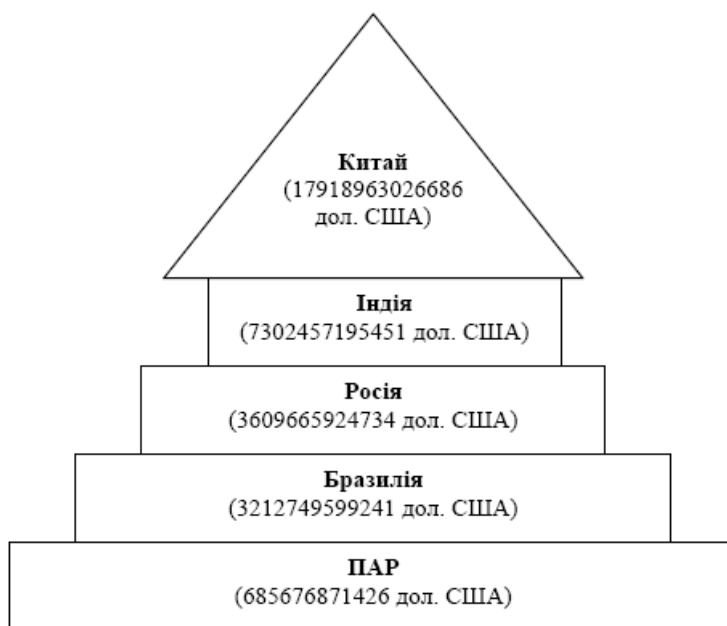 Китай
(17918963026686
дол. США)
Індія
(7302457195451 дол. США)
Росія
(3609665924734 дол. США)
Бразилія
(3212749599241 дол. США)
ПАР
(685676871426 дол. США)